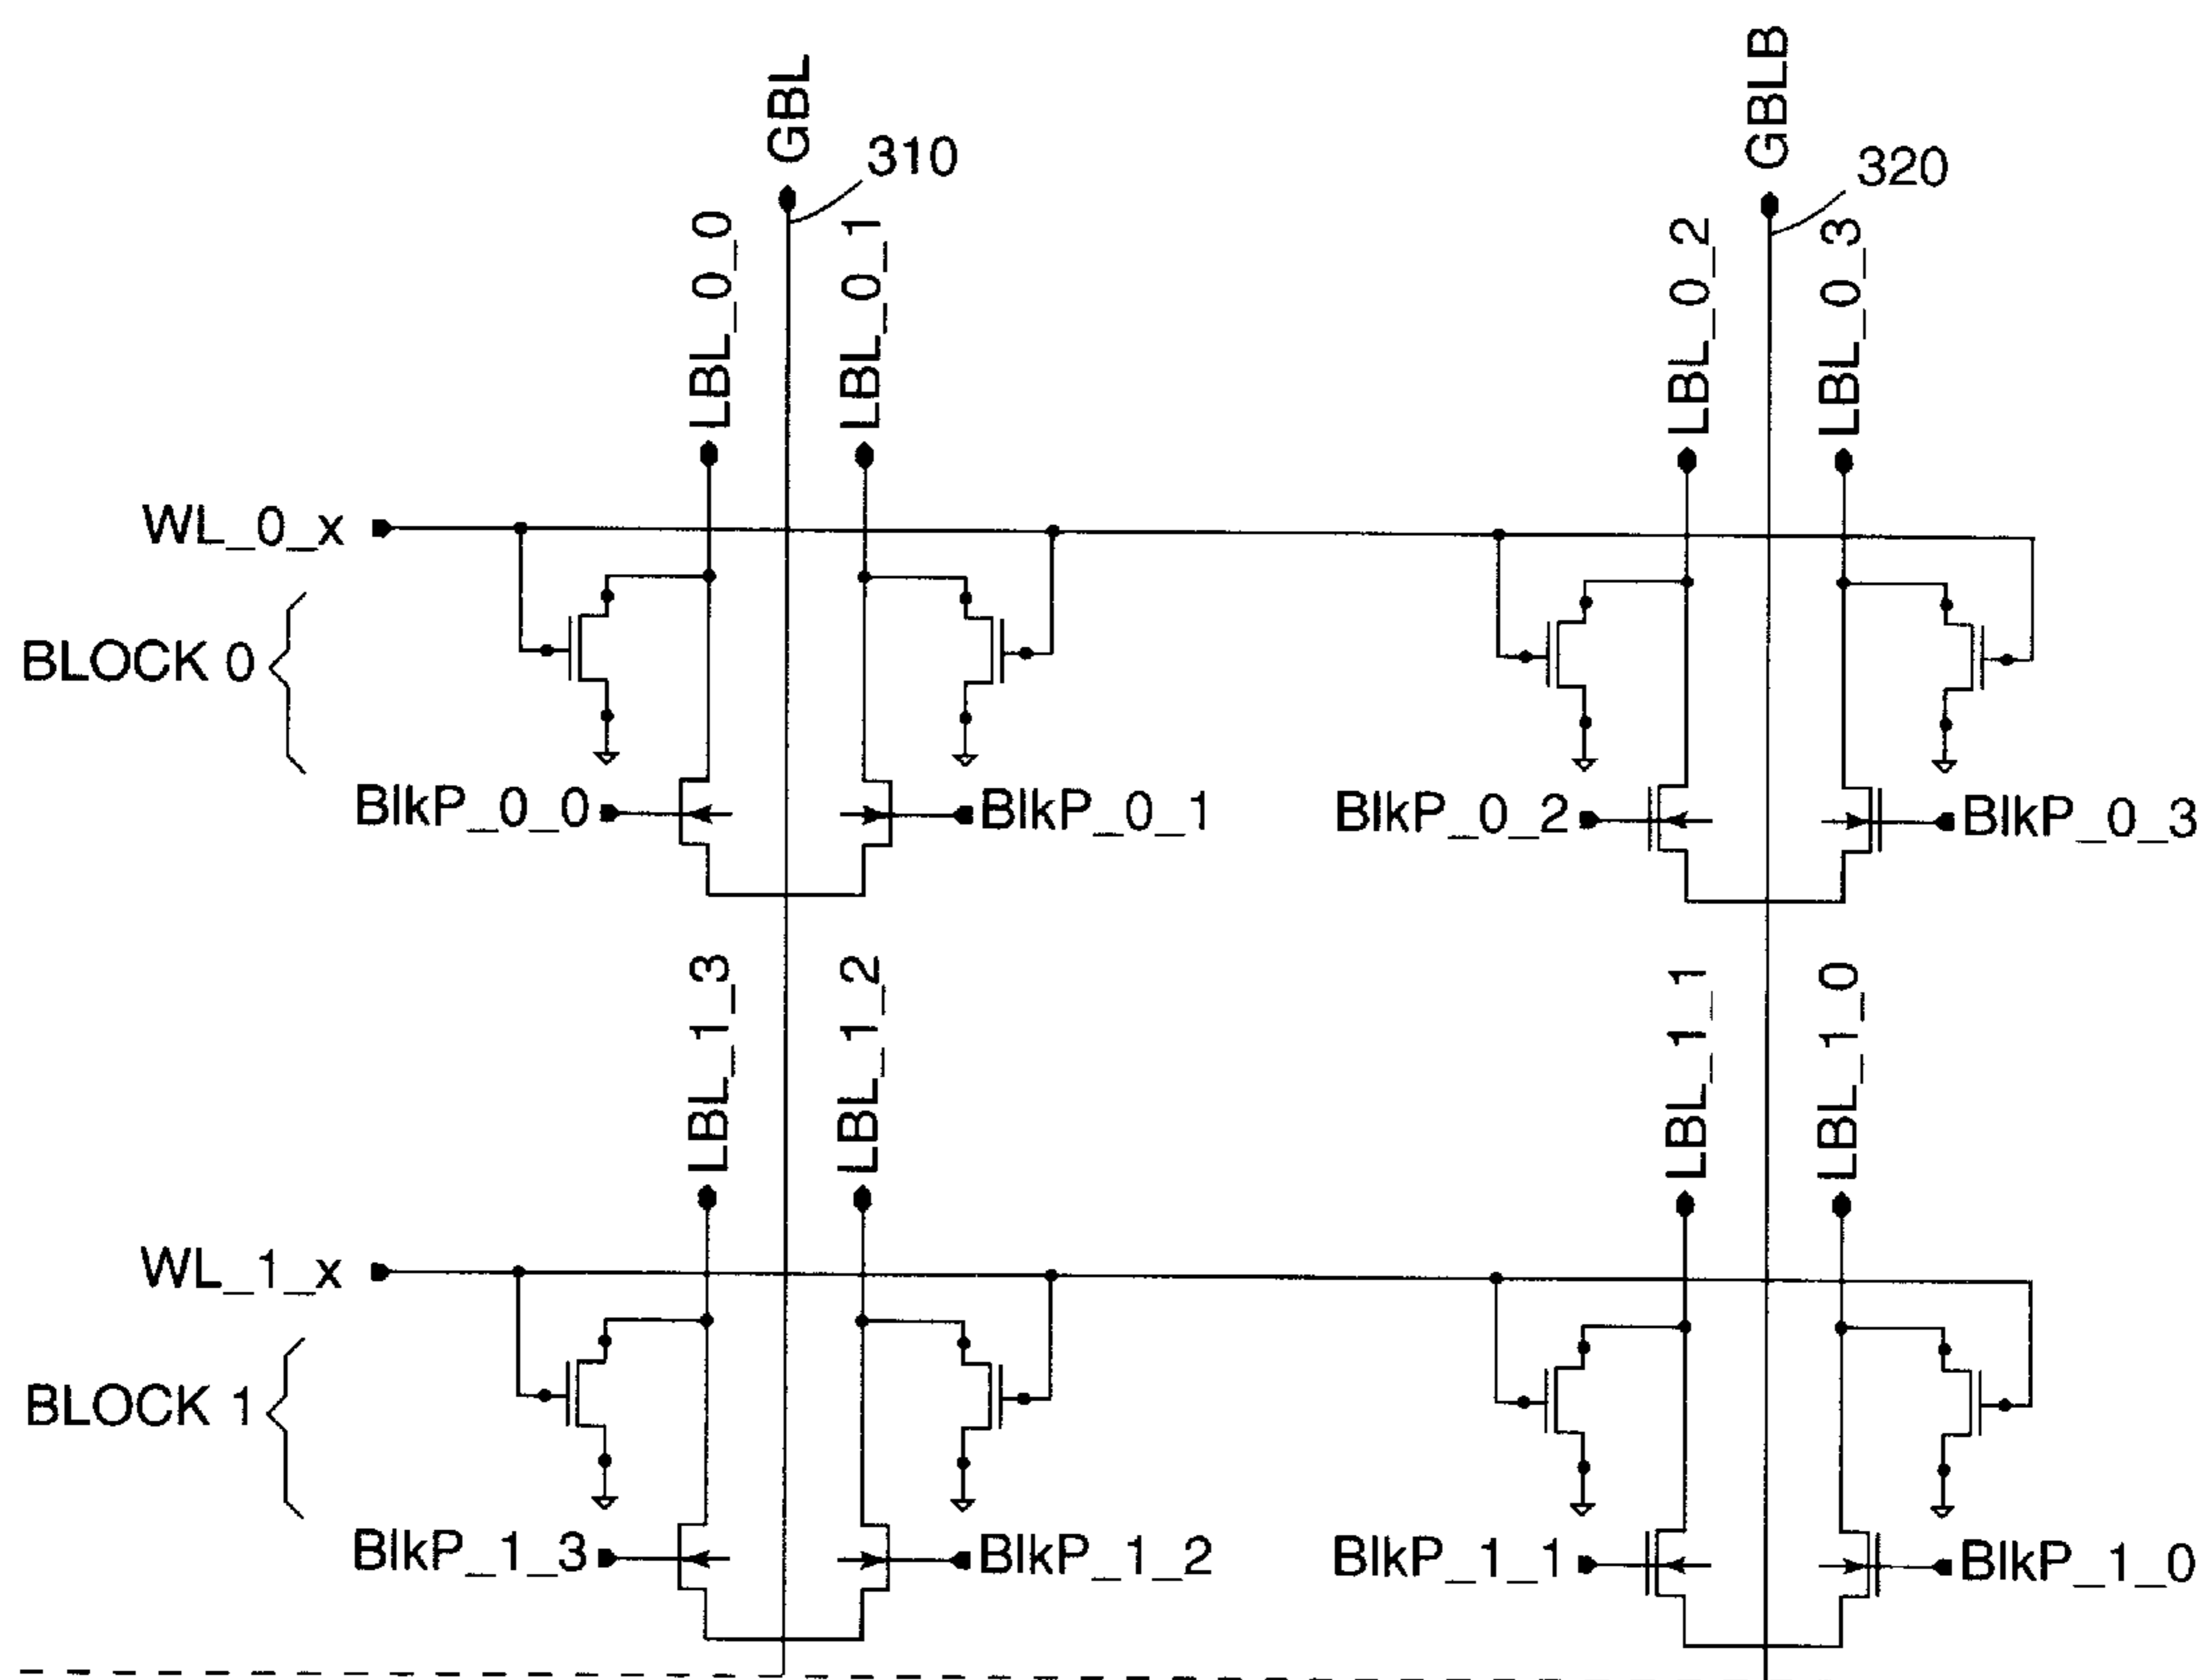 GBL
310
GBLB
320
LBL_0_0
LBL_0_1
LBL_0_2
LBL_0_3
WL_0_x
BLOCK 0
BlkP_0_0
BlkP_0_1
BlkP_0_2
BlkP_0_3
LBL_1_3
LBL_1_2
LBL_1_1
LBL_1_0
WL_1_x
BLOCK 1
BlkP_1_3
BlkP_1_2
BlkP_1_1
BlkP_1_0